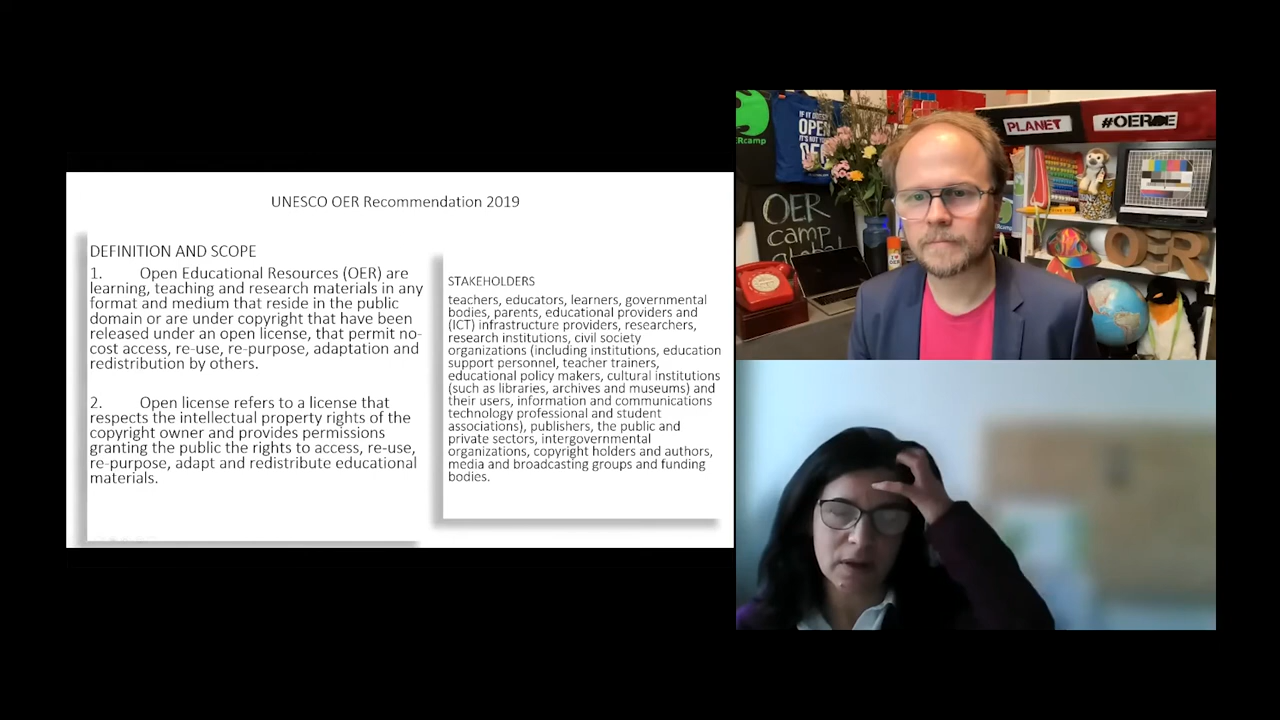 UNESCO OER Recommendation 2019
DEFINITION AND SCOPE
1. Open Educational Resources (OER) are
learning, teaching and research materials in any
format and medium that reside in the public
domain or are under copyright that have been
released under an open license, that permit no-
cost access, re-use, re-purpose, adaptation and
redistribution by others.
2. Open license refers to a license that
respects the intellectual property rights of the
copyright owner and provides permissions
granting the public the rights to access, re-use,
re-purpose, adapt and redistribute educational
materials.
STAKEHOLDERS
teachers, educators, learners, governmental
bodies, parents, educational providers and
(ICT) infrastructure providers, researchers,
research institutions, civil society
organizations (including institutions, education
support personnel, teacher trainers,
educational policy makers, cultural institutions
(such as libraries, archives and museums) and
their users, information and communications
technology professional and student
associations), publishers, the public and
private sectors, intergovernmental
organizations, copyright holders and authors,
media and broadcasting groups and funding
bodies.
ERcamp
OPEN
OER
camp
global
PLANET
#OERDE
OER